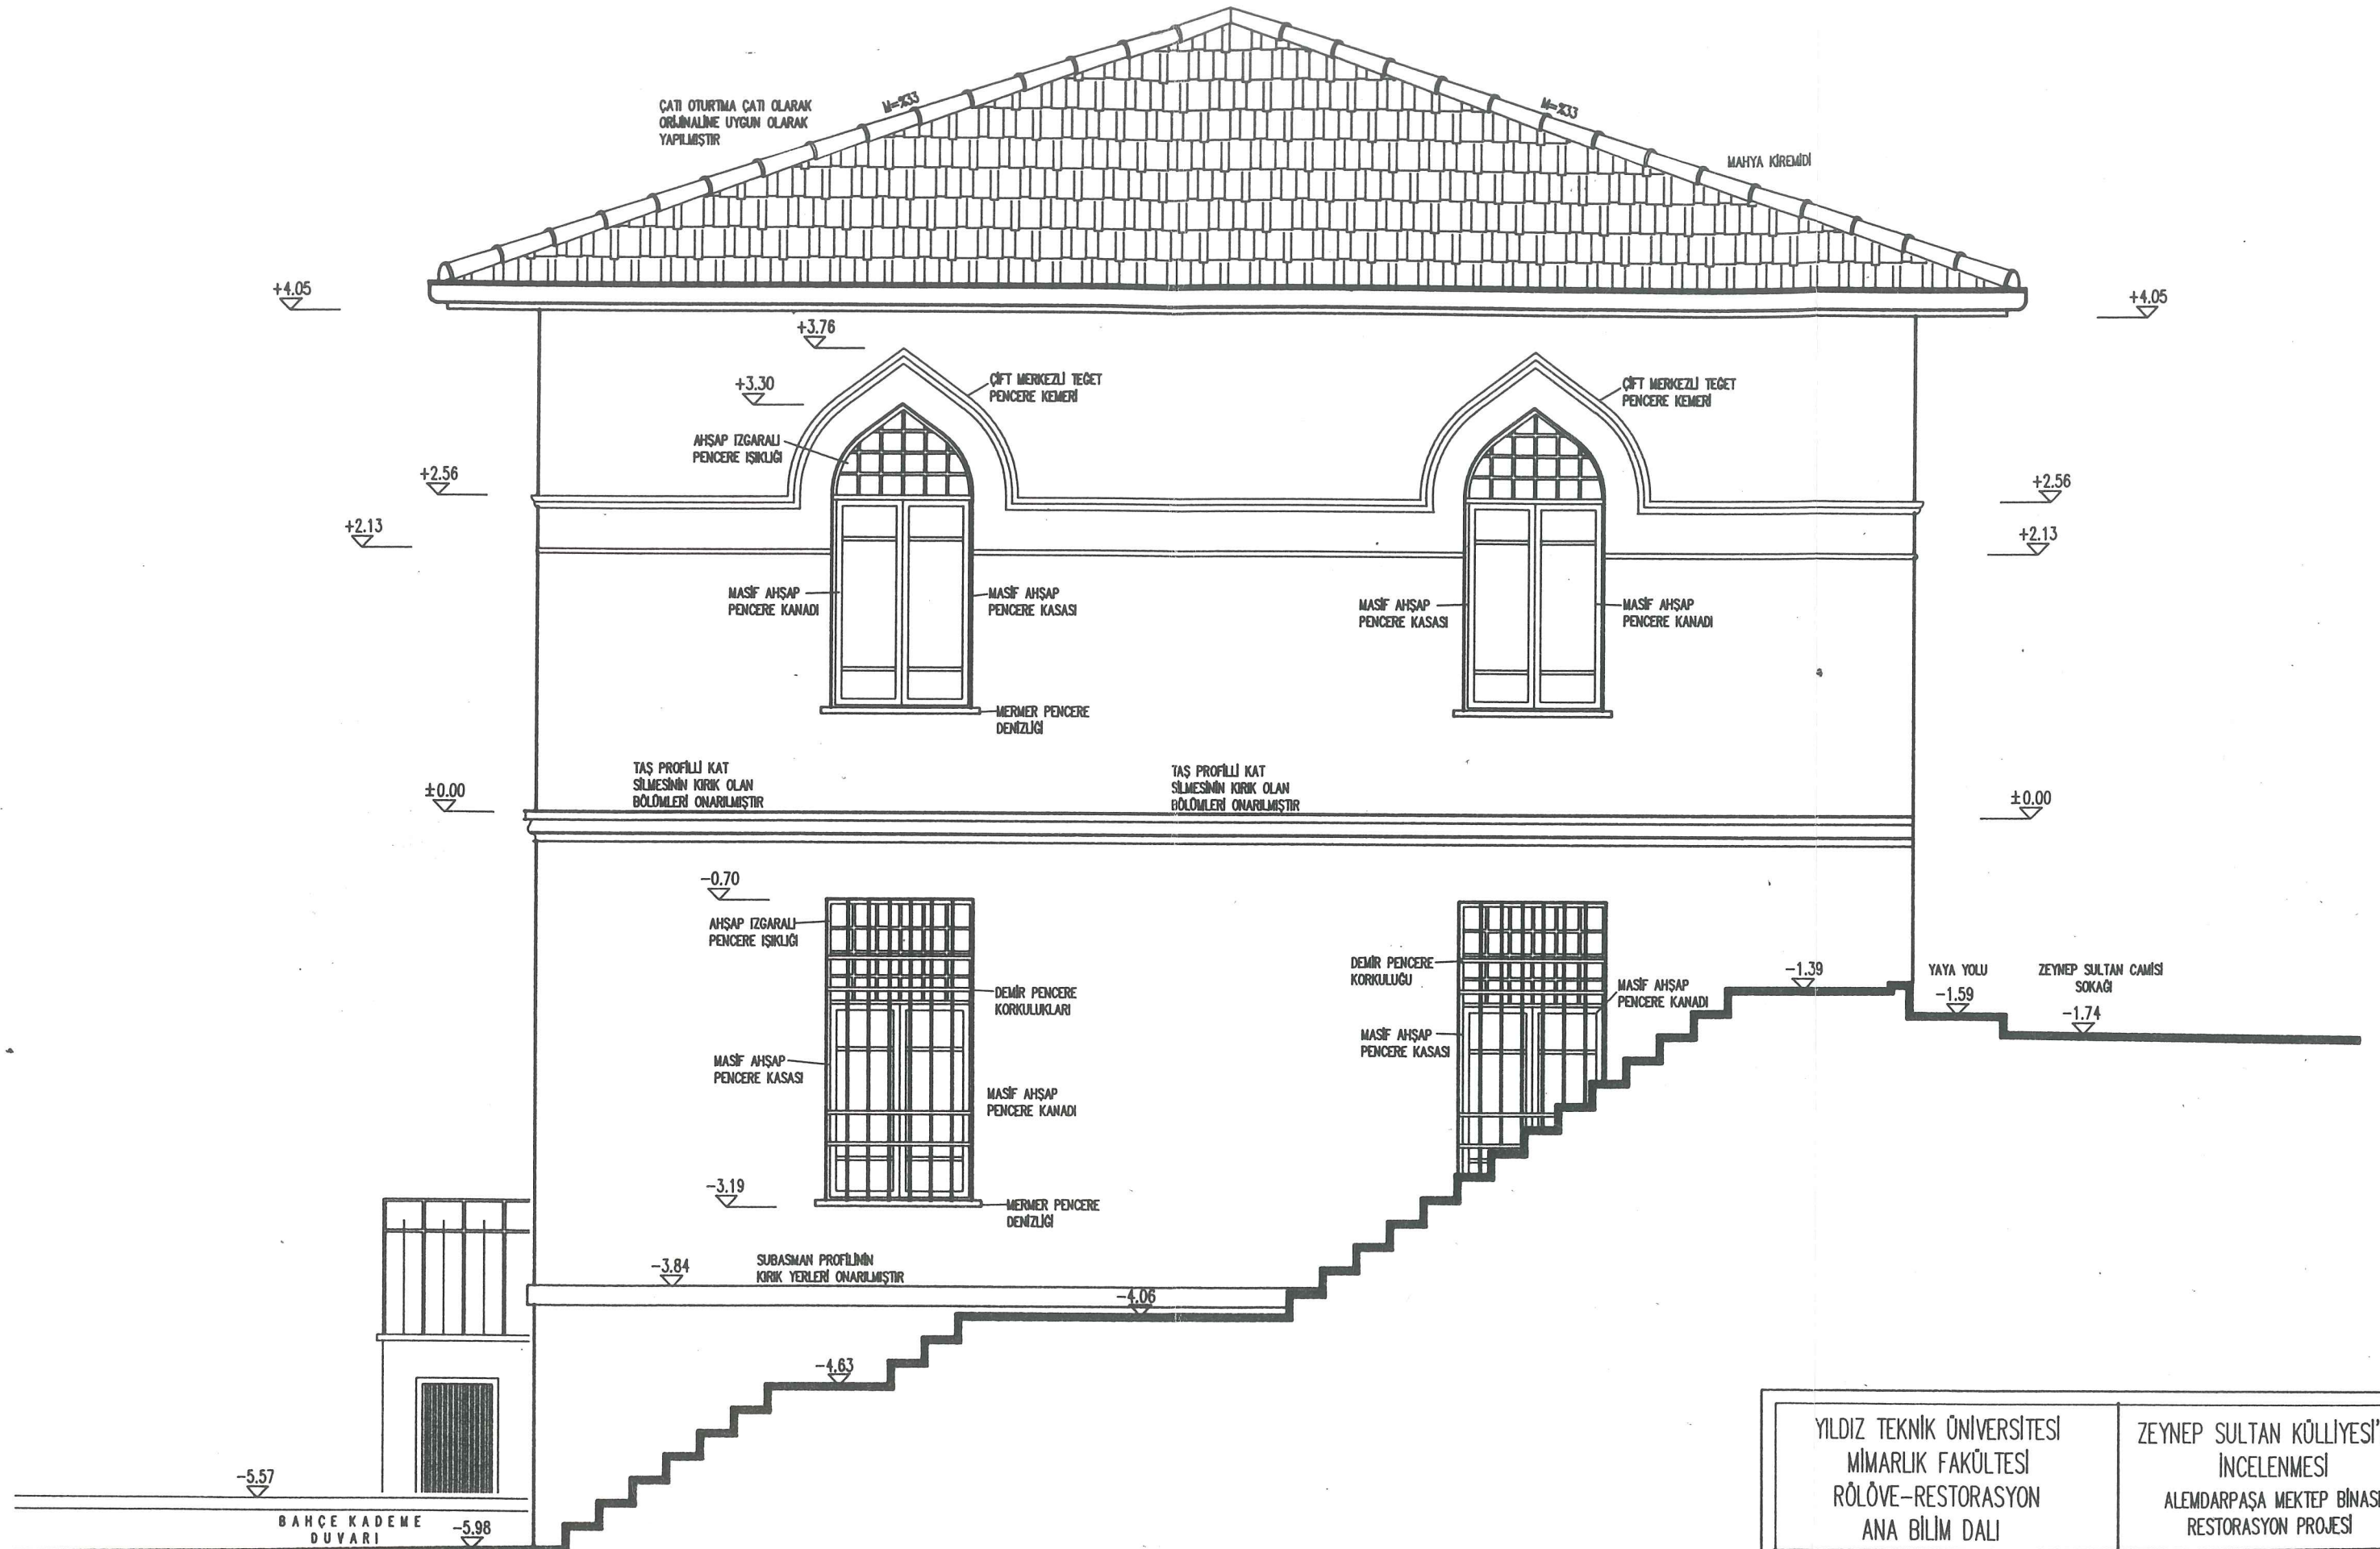 ÇATI OTURTMA ÇATI OLARAK
ORİJİNALİNE UYGUN OLARAK
YAPILMIŞTIR
M=%33
M=%33
MAHYA KİREMİDİ
+4.05
+4.05
+3.76
+3.30
ÇİFT MERKEZLİ TEĞET
PENCERE KEMERİ
ÇİFT MERKEZLİ TEĞET
PENCERE KEMERİ
AHŞAP IZGARALI
PENCERE IŞIKLIĞI
+2.56
+2.56
+2.13
+2.13
MASİF AHŞAP
PENCERE KANADI
MASİF AHŞAP
PENCERE KASASI
MASİF AHŞAP
PENCERE KASASI
MASİF AHŞAP
PENCERE KANADI
MERMER PENCERE
DENİZLİĞİ
TAŞ PROFİLLİ KAT
SİLMESİNİN KIRIK OLAN
BÖLÜMLERİ ONARILMIŞTIR
TAŞ PROFİLLİ KAT
SİLMESİNİN KIRIK OLAN
BÖLÜMLERİ ONARILMIŞTIR
±0.00
±0.00
-0.70
AHŞAP IZGARALI
PENCERE IŞIKLIĞI
DEMİR PENCERE
KORKULUKLARI
DEMİR PENCERE
KORKULUĞU
MASİF AHŞAP
PENCERE KANADI
-1.39
YAYA YOLU
-1.59
ZEYNEP SULTAN CAMİSİ
SOKAĞI
-1.74
MASİF AHŞAP
PENCERE KASASI
MASİF AHŞAP
PENCERE KASASI
MASİF AHŞAP
PENCERE KANADI
-3.19
MERMER PENCERE
DENİZLİĞİ
-3.84
SUBASMAN PROFİLİNİN
KIRIK YERLERİ ONARILMIŞTIR
-4.06
-4.63
-5.57
BAHÇE KADEME
DUVARI
-5.98
YILDIZ TEKNİK ÜNİVERSİTESİ
MİMARLIK FAKÜLTESİ
RÖLÖVE-RESTORASYON
ANA BİLİM DALI
ZEYNEP SULTAN KÜLLİYESİ'
İNCELENMESİ
ALEMDARPAŞA MEKTEP BİNASI
RESTORASYON PROJESİ